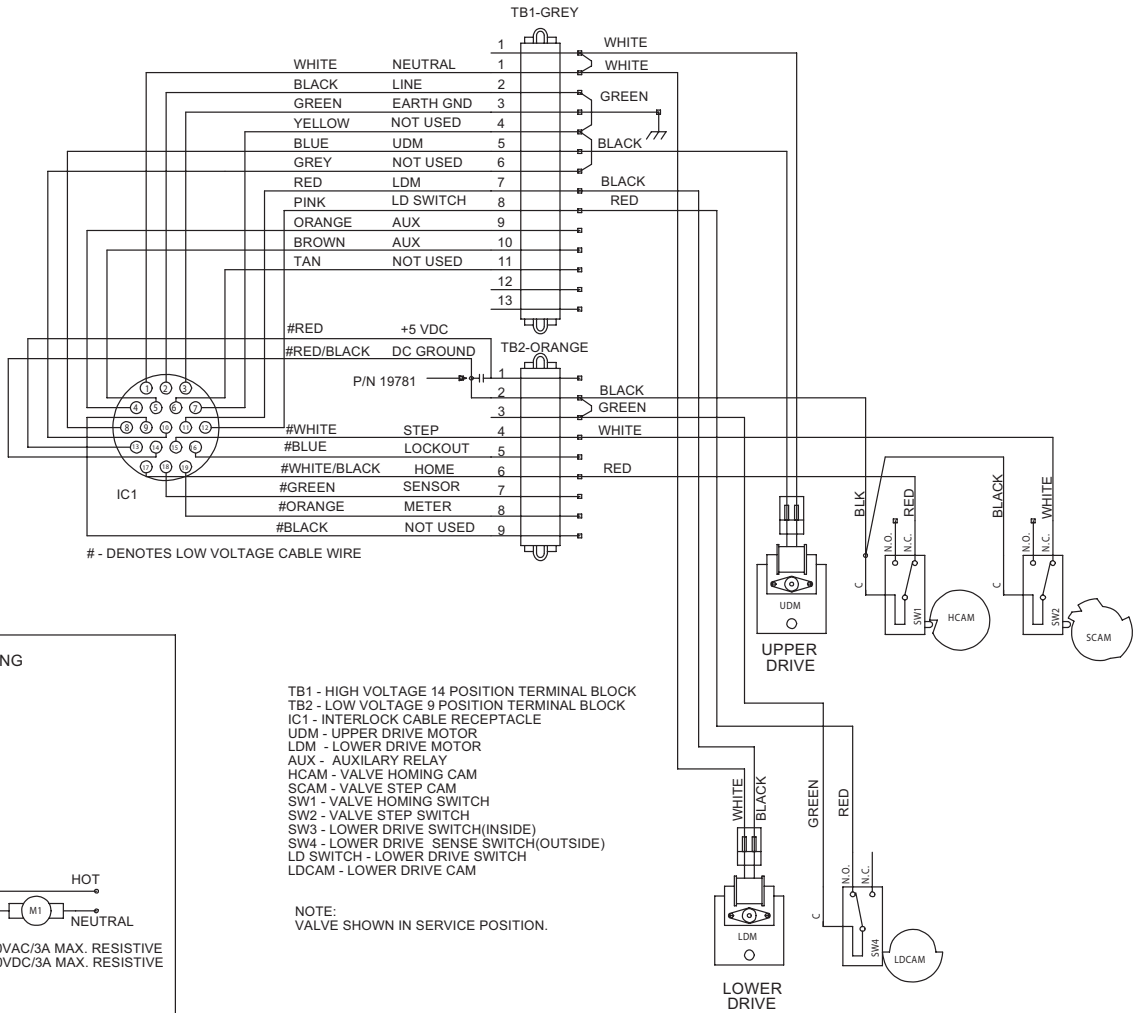 TB1-GREY
1 WHITE
WHITE NEUTRAL 1 WHITE
BLACK LINE 2
GREEN EARTH GND 3 GREEN
YELLOW NOT USED 4
BLUE UDM 5 BLACK
GREY NOT USED 6
RED LDM 7 BLACK
PINK LD SWITCH 8 RED
ORANGE AUX 9
BROWN AUX 10
TAN NOT USED 11
12
13
#RED +5 VDC
#RED/BLACK DC GROUND TB2-ORANGE
P/N 19781 1
2 BLACK
3 GREEN
#WHITE STEP 4 WHITE
#BLUE LOCKOUT 5
#WHITE/BLACK HOME 6 RED
#GREEN SENSOR 7
#ORANGE METER 8
#BLACK NOT USED 9
1 2 3
4 5 6 7
8 9 10 11 12
13 14 15 16
17 18 19
IC1
# - DENOTES LOW VOLTAGE CABLE WIRE
BLK RED BLACK WHITE
N.O. N.C. N.O. N.C.
C C
SW1 HCAM SW2 SCAM
UDM
UPPER
DRIVE
NG
TB1 - HIGH VOLTAGE 14 POSITION TERMINAL BLOCK
TB2 - LOW VOLTAGE 9 POSITION TERMINAL BLOCK
IC1 - INTERLOCK CABLE RECEPTACLE
UDM - UPPER DRIVE MOTOR
LDM - LOWER DRIVE MOTOR
AUX - AUXILARY RELAY
HCAM - VALVE HOMING CAM
SCAM - VALVE STEP CAM
SW1 - VALVE HOMING SWITCH
SW2 - VALVE STEP SWITCH
SW3 - LOWER DRIVE SWITCH(INSIDE)
SW4 - LOWER DRIVE SENSE SWITCH(OUTSIDE)
LD SWITCH - LOWER DRIVE SWITCH
LDCAM - LOWER DRIVE CAM
NOTE:
VALVE SHOWN IN SERVICE POSITION.
HOT
M1
NEUTRAL
0VAC/3A MAX. RESISTIVE
0VDC/3A MAX. RESISTIVE
WHITE BLACK GREEN RED
N.O. N.C.
C
SW4 LDCAM
LDM
LOWER
DRIVE